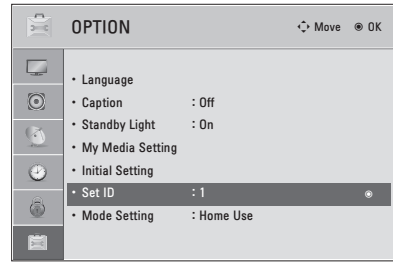 OPTION Move OK
• Language
• Caption : Off
• Standby Light : On
• My Media Setting
• Initial Setting
• Set ID : 1
• Mode Setting : Home Use